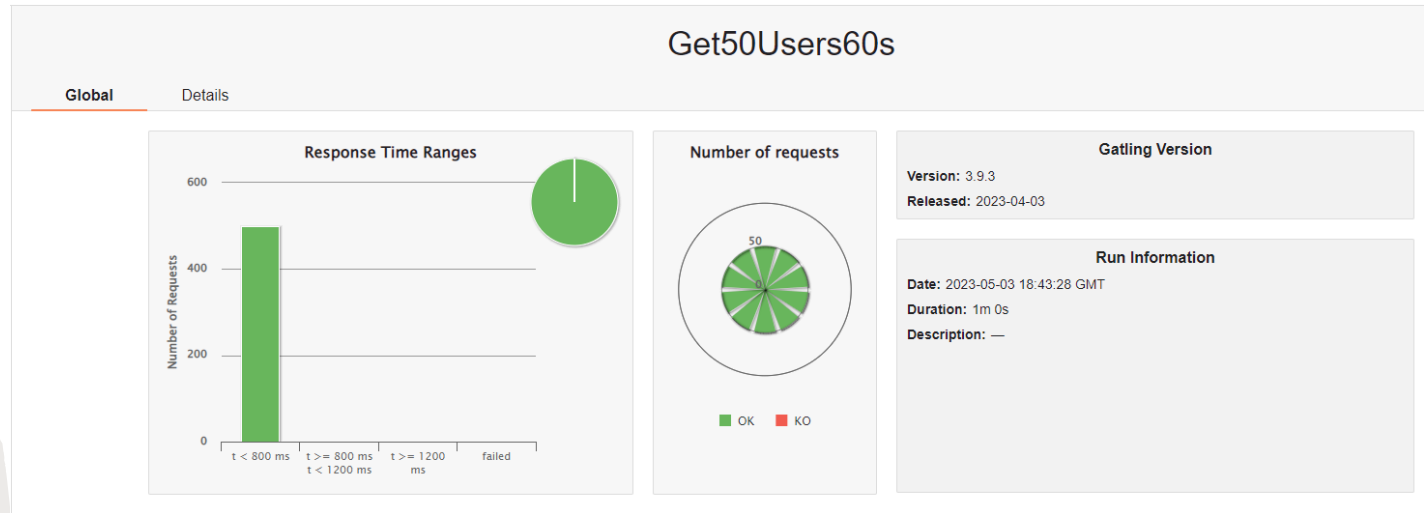 Get50Users60s
Global
Details
Response Time Ranges
600
400
200
0
Number of Requests
t < 800 ms
t >= 800 ms
t < 1200 ms
t >= 1200
ms
failed
Number of requests
50
0
OK
KO
Gatling Version
Version: 3.9.3
Released: 2023-04-03
Run Information
Date: 2023-05-03 18:43:28 GMT
Duration: 1m 0s
Description: —